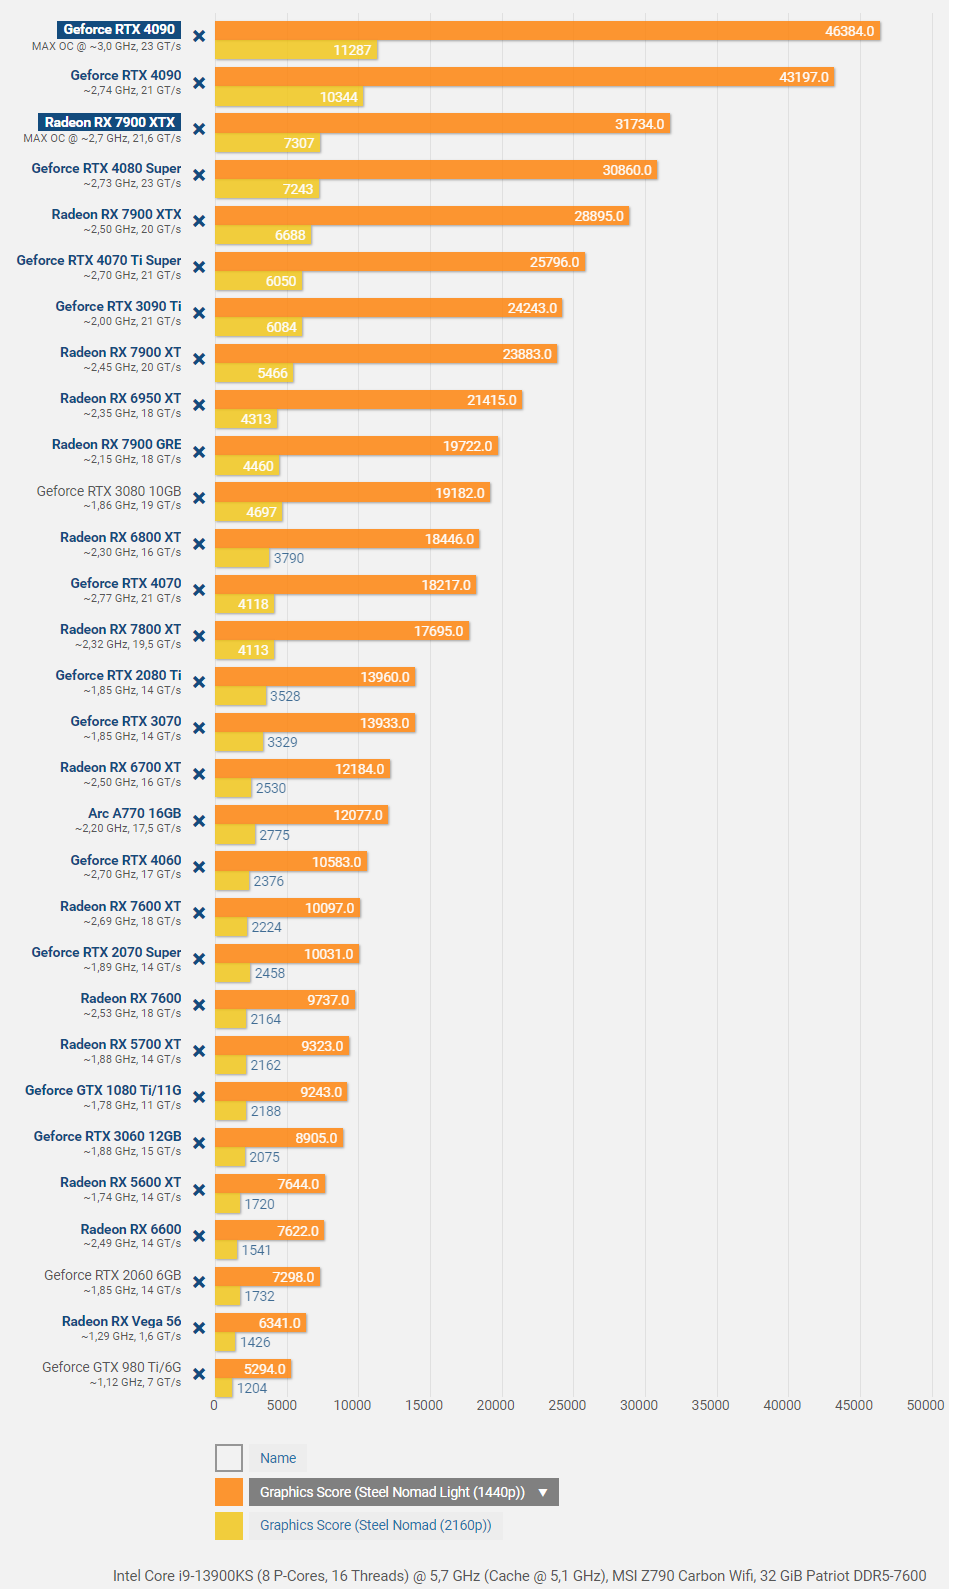 Geforce RTX 4090
MAX OC @ ~3,0 GHz, 23 GT/s
46384.0
11287
Geforce RTX 4090
~2,74 GHz, 21 GT/s
43197.0
10344
Radeon RX 7900 XTX
MAX OC @ ~2,7 GHz, 21,6 GT/s
31734.0
7307
Geforce RTX 4080 Super
~2,73 GHz, 23 GT/s
30860.0
7243
Radeon RX 7900 XTX
~2,50 GHz, 20 GT/s
28895.0
6688
Geforce RTX 4070 Ti Super
~2,70 GHz, 21 GT/s
25796.0
6050
Geforce RTX 3090 Ti
~2,00 GHz, 21 GT/s
24243.0
6084
Radeon RX 7900 XT
~2,45 GHz, 20 GT/s
23883.0
5466
Radeon RX 6950 XT
~2,35 GHz, 18 GT/s
21415.0
4313
Radeon RX 7900 GRE
~2,15 GHz, 18 GT/s
19722.0
4460
Geforce RTX 3080 10GB
~1,86 GHz, 19 GT/s
19182.0
4697
Radeon RX 6800 XT
~2,30 GHz, 16 GT/s
18446.0
3790
Geforce RTX 4070
~2,77 GHz, 21 GT/s
18217.0
4118
Radeon RX 7800 XT
~2,32 GHz, 19,5 GT/s
17695.0
4113
Geforce RTX 2080 Ti
~1,85 GHz, 14 GT/s
13960.0
3528
Geforce RTX 3070
~1,85 GHz, 14 GT/s
13933.0
3329
Radeon RX 6700 XT
~2,50 GHz, 16 GT/s
12184.0
2530
Arc A770 16GB
~2,20 GHz, 17,5 GT/s
12077.0
2775
Geforce RTX 4060
~2,70 GHz, 17 GT/s
10583.0
2376
Radeon RX 7600 XT
~2,69 GHz, 18 GT/s
10097.0
2224
Geforce RTX 2070 Super
~1,89 GHz, 14 GT/s
10031.0
2458
Radeon RX 7600
~2,53 GHz, 18 GT/s
9737.0
2164
Radeon RX 5700 XT
~1,88 GHz, 14 GT/s
9323.0
2162
Geforce GTX 1080 Ti/11G
~1,78 GHz, 11 GT/s
9243.0
2188
Geforce RTX 3060 12GB
~1,88 GHz, 15 GT/s
8905.0
2075
Radeon RX 5600 XT
~1,74 GHz, 14 GT/s
7644.0
1720
Radeon RX 6600
~2,49 GHz, 14 GT/s
7622.0
1541
Geforce RTX 2060 6GB
~1,85 GHz, 14 GT/s
7298.0
1732
Radeon RX Vega 56
~1,29 GHz, 1,6 GT/s
6341.0
1426
Geforce GTX 980 Ti/6G
~1,12 GHz, 7 GT/s
5294.0
1204
0 5000 10000 15000 20000 25000 30000 35000 40000 45000 50000
Name
Graphics Score (Steel Nomad Light (1440p)) ▼
Graphics Score (Steel Nomad (2160p))
Intel Core i9-13900KS (8 P-Cores, 16 Threads) @ 5,7 GHz (Cache @ 5,1 GHz), MSI Z790 Carbon Wifi, 32 GiB Patriot DDR5-7600